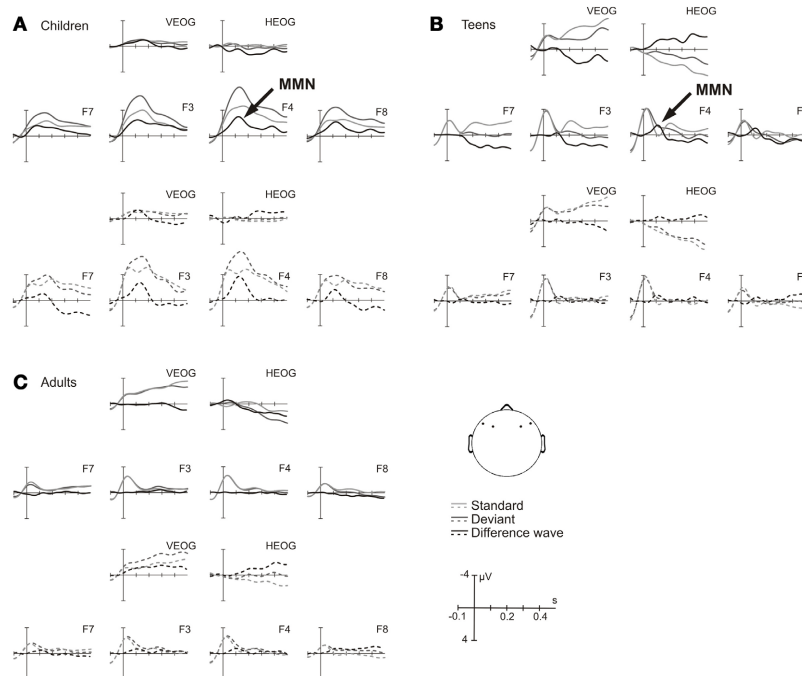 A Children
VEOG HEOG
MMN
F7 F3 F4 F8
VEOG HEOG
F7 F3 F4 F8
B Teens
VEOG HEOG
MMN
F7 F3 F4 F
VEOG HEOG
F7 F3 F4 F
C Adults
VEOG HEOG
F7 F3 F4 F8
VEOG HEOG
F7 F3 F4 F8
Standard
Deviant
Difference wave
-4 µV
s
-0.1 0.2 0.4
4